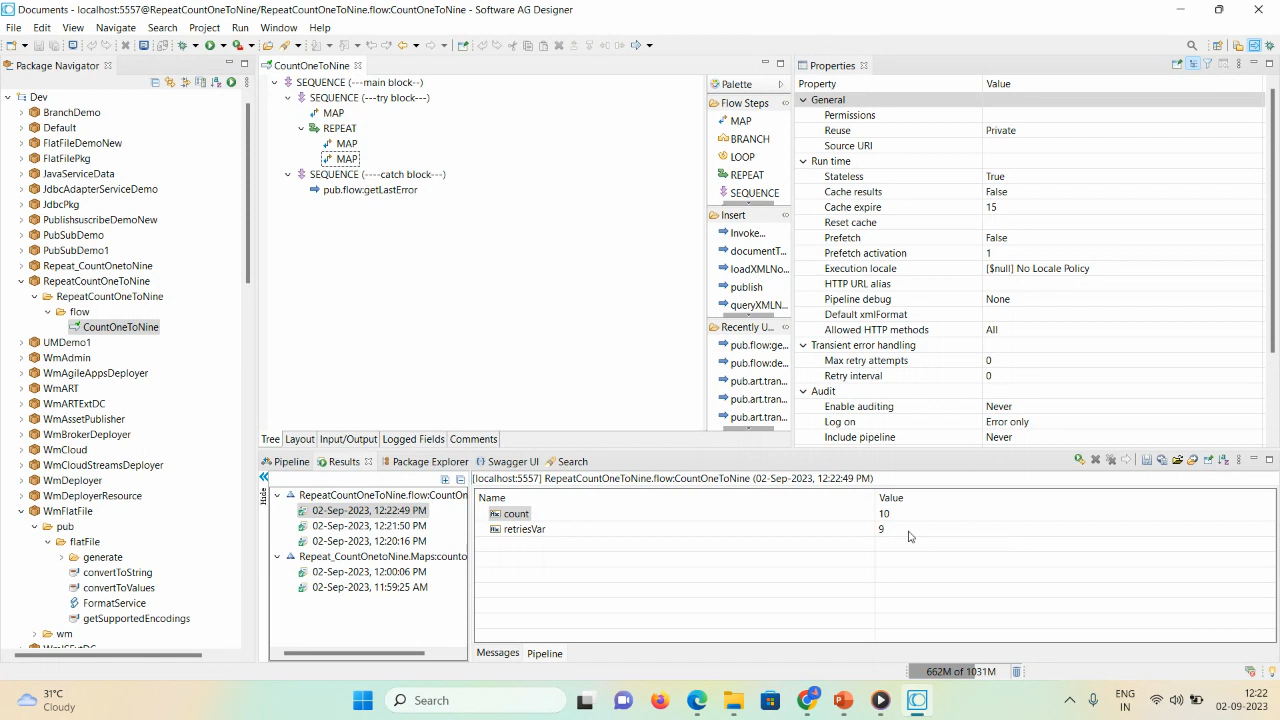 Documents - localhost:5557@RepeatCountOneToNine/RepeatCountOneToNine.flow:CountOneToNine - Software AG Designer
File Edit View Navigate Search Project Run Window Help
Package Navigator
Dev
BranchDemo
Default
FlatFileDemoNew
FlatFilePkg
JavaServiceData
JdbcAdapterServiceDemo
JdbcPkg
PublishsuscribeDemoNew
PubSubDemo
PubSubDemo1
Repeat_CountOnetoNine
RepeatCountOneToNine
RepeatCountOneToNine
flow
CountOneToNine
UMDemo1
WmAdmin
WmAgileAppsDeployer
WmART
WmARTExtDC
WmAssetPublisher
WmBrokerDeployer
WmCloud
WmCloudStreamsDeployer
WmDeployer
WmDeployerResource
WmFlatFile
pub
flatFile
generate
convertToString
convertToValues
FormatService
getSupportedEncodings
wm
CountOneToNine
SEQUENCE (---main block--)
SEQUENCE (---try block---)
MAP
REPEAT
MAP
MAP
SEQUENCE (----catch block---)
pub.flow:getLastError
Tree Layout Input/Output Logged Fields Comments
Palette
Flow Steps
MAP
BRANCH
LOOP
REPEAT
SEQUENCE
Insert
Invoke...
documentT...
loadXMLNo...
publish
queryXMLN...
Recently U...
pub.flow:ge...
pub.flow:de...
pub.art.tran...
pub.art.tran...
pub.art.tran...
Properties
Property Value
General
Permissions
Reuse Private
Source URI
Run time
Stateless True
Cache results False
Cache expire 15
Reset cache
Prefetch False
Prefetch activation 1
Execution locale [$null] No Locale Policy
HTTP URL alias
Pipeline debug None
Default xmlFormat
Allowed HTTP methods All
Transient error handling
Max retry attempts 0
Retry interval 0
Audit
Enable auditing Never
Log on Error only
Include pipeline Never
Pipeline Results Package Explorer Swagger UI Search
Hide
RepeatCountOneToNine.flow:CountOn
02-Sep-2023, 12:22:49 PM
02-Sep-2023, 12:21:50 PM
02-Sep-2023, 12:20:16 PM
Repeat_CountOnetoNine.Maps:counto
02-Sep-2023, 12:00:06 PM
02-Sep-2023, 11:59:25 AM
[localhost:5557] RepeatCountOneToNine.flow:CountOneToNine (02-Sep-2023, 12:22:49 PM)
Name Value
count 10
retriesVar 9
Messages Pipeline
662M of 1031M
31°C
Cloudy
Search
ENG
IN
12:22
02-09-2023